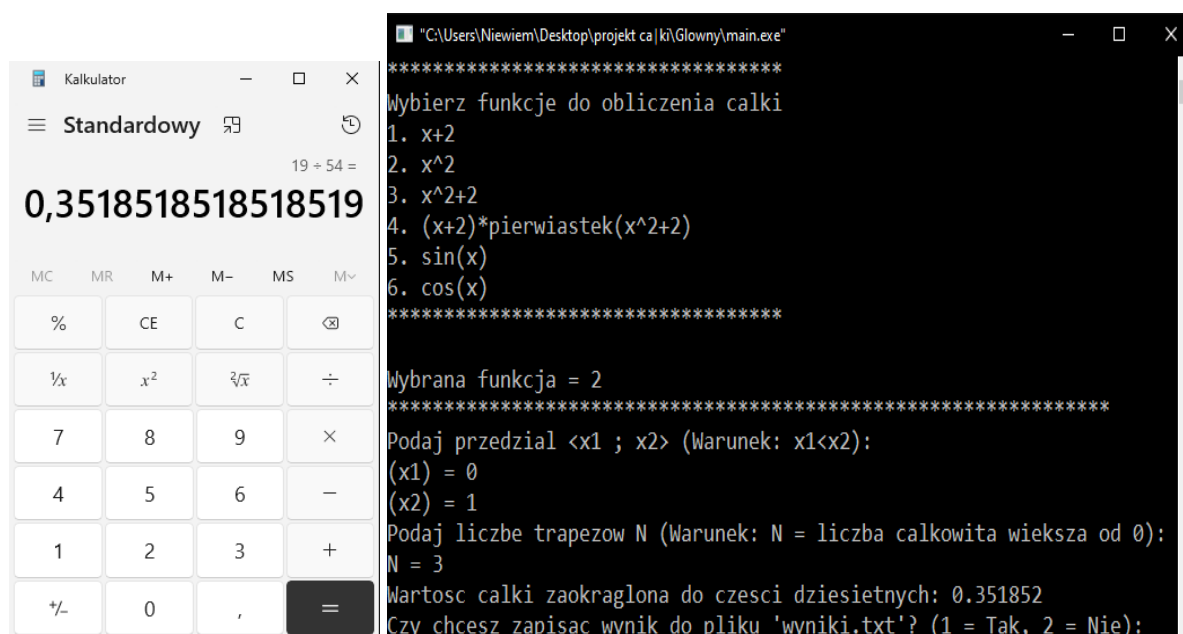 Kalkulator
Standardowy
19 ÷ 54 =
0,3518518518518519
MC MR M+ M− MS M˅
% CE C ⌫
¹/x x² ²√x ÷
7 8 9 ×
4 5 6 −
1 2 3 +
+/− 0 , =
"C:\Users\Niewiem\Desktop\projekt ca|ki\Glowny\main.exe"
***********************************
Wybierz funkcje do obliczenia calki
1. x+2
2. x^2
3. x^2+2
4. (x+2)*pierwiastek(x^2+2)
5. sin(x)
6. cos(x)
***********************************
Wybrana funkcja = 2
****************************************************************
Podaj przedzial <x1 ; x2> (Warunek: x1<x2):
(x1) = 0
(x2) = 1
Podaj liczbe trapezow N (Warunek: N = liczba calkowita wieksza od 0):
N = 3
Wartosc calki zaokraglona do czesci dziesietnych: 0.351852
Czy chcesz zapisac wynik do pliku 'wyniki.txt'? (1 = Tak, 2 = Nie):